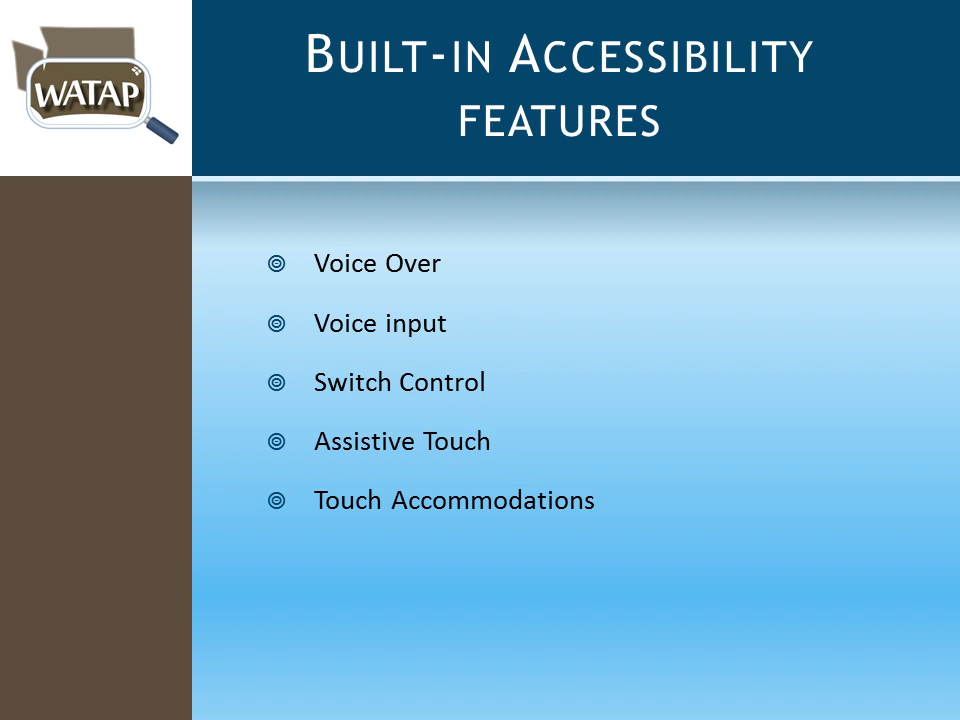 WATAP
Built-in Accessibility
features
Voice Over
Voice input
Switch Control
Assistive Touch
Touch Accommodations